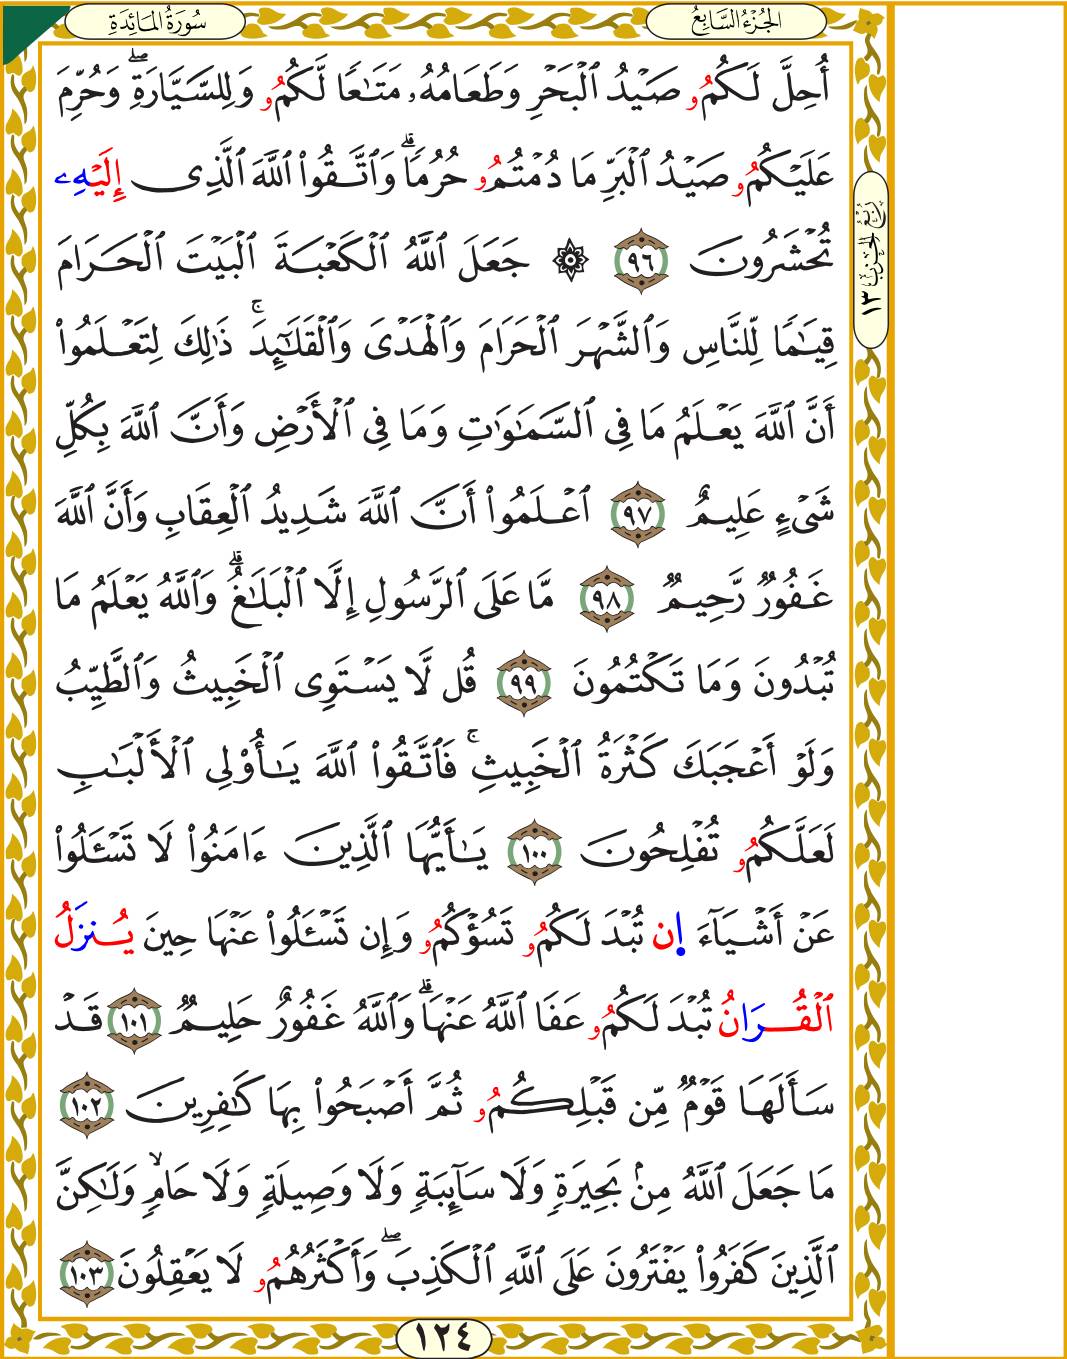 الجُزْءُ السَّابِعُ
سُورَةُ المَائِدَةِ
أُحِلَّ لَكُمُۥ صَيْدُ ٱلْبَحْرِ وَطَعَامُهُۥ مَتَٰعًا لَّكُمُۥ وَلِلسَّيَّارَةِۖ وَحُرِّمَ
عَلَيْكُمُۥ صَيْدُ ٱلْبَرِّ مَا دُمْتُمُۥ حُرُمًاۗ وَٱتَّقُوا۟ ٱللَّهَ ٱلَّذِى إِلَيْهِۦ
تُحْشَرُونَ ٩٦ ۞ جَعَلَ ٱللَّهُ ٱلْكَعْبَةَ ٱلْبَيْتَ ٱلْحَرَامَ
قِيَٰمًا لِّلنَّاسِ وَٱلشَّهْرَ ٱلْحَرَامَ وَٱلْهَدْىَ وَٱلْقَلَٰٓئِدَۚ ذَٰلِكَ لِتَعْلَمُوا۟
أَنَّ ٱللَّهَ يَعْلَمُ مَا فِى ٱلسَّمَٰوَٰتِ وَمَا فِى ٱلْأَرْضِ وَأَنَّ ٱللَّهَ بِكُلِّ
شَىْءٍ عَلِيمٌ ٩٧ ٱعْلَمُوٓا۟ أَنَّ ٱللَّهَ شَدِيدُ ٱلْعِقَابِ وَأَنَّ ٱللَّهَ
غَفُورٌ رَّحِيمٌ ٩٨ مَّا عَلَى ٱلرَّسُولِ إِلَّا ٱلْبَلَٰغُۗ وَٱللَّهُ يَعْلَمُ مَا
تُبْدُونَ وَمَا تَكْتُمُونَ ٩٩ قُل لَّا يَسْتَوِى ٱلْخَبِيثُ وَٱلطَّيِّبُ
وَلَوْ أَعْجَبَكَ كَثْرَةُ ٱلْخَبِيثِۚ فَٱتَّقُوا۟ ٱللَّهَ يَٰٓأُو۟لِى ٱلْأَلْبَٰبِ
لَعَلَّكُمُۥ تُفْلِحُونَ ١٠٠ يَٰٓأَيُّهَا ٱلَّذِينَ ءَامَنُوا۟ لَا تَسْـَٔلُوا۟
عَنْ أَشْيَآءَ إِن تُبْدَ لَكُمُۥ تَسُؤْكُمُۥ وَإِن تَسْـَٔلُوا۟ عَنْهَا حِينَ يُنزَلُ
ٱلْقُرَانُ تُبْدَ لَكُمُۥ عَفَا ٱللَّهُ عَنْهَاۗ وَٱللَّهُ غَفُورٌ حَلِيمٌ ١٠١ قَدْ
سَأَلَهَا قَوْمٌ مِّن قَبْلِكُمُۥ ثُمَّ أَصْبَحُوا۟ بِهَا كَٰفِرِينَ ١٠٢
مَا جَعَلَ ٱللَّهُ مِنۢ بَحِيرَةٍ وَلَا سَآئِبَةٍ وَلَا وَصِيلَةٍ وَلَا حَامٍۙ وَلَٰكِنَّ
ٱلَّذِينَ كَفَرُوا۟ يَفْتَرُونَ عَلَى ٱللَّهِ ٱلْكَذِبَۖ وَأَكْثَرُهُمُۥ لَا يَعْقِلُونَ ١٠٣
رُبْعُ الحِزْبِ ١٣
١٢٤